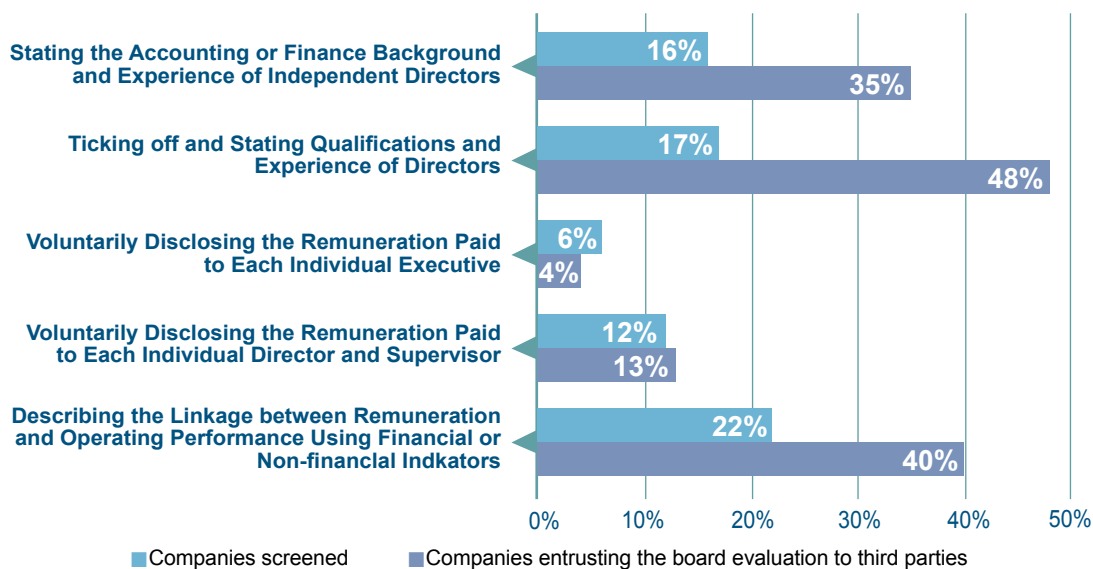 Stating the Accounting or Finance Background
and Experience of Independent Directors
16%
35%
Ticking off and Stating Qualifications and
Experience of Directors
17%
48%
Voluntarily Disclosing the Remuneration Paid
to Each Individual Executive
6%
4%
Voluntarily Disclosing the Remuneration Paid
to Each Individual Director and Supervisor
12%
13%
Describing the Linkage between Remuneration
and Operating Performance Using Financial or
Non-financlal Indkators
22%
40%
0% 10% 20% 30% 40% 50%
Companies screened Companies entrusting the board evaluation to third parties